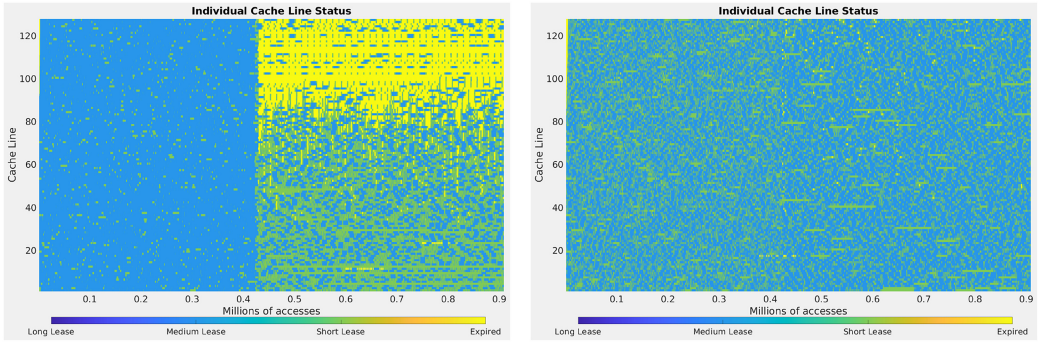 Individual Cache Line Status
120
100
80
60
40
20
Cache Line
0.1 0.2 0.3 0.4 0.5 0.6 0.7 0.8 0.9
Millions of accesses
Long Lease Medium Lease Short Lease Expired
Individual Cache Line Status
120
100
80
60
40
20
Cache Line
0.1 0.2 0.3 0.4 0.5 0.6 0.7 0.8 0.9
Millions of accesses
Long Lease Medium Lease Short Lease Expired